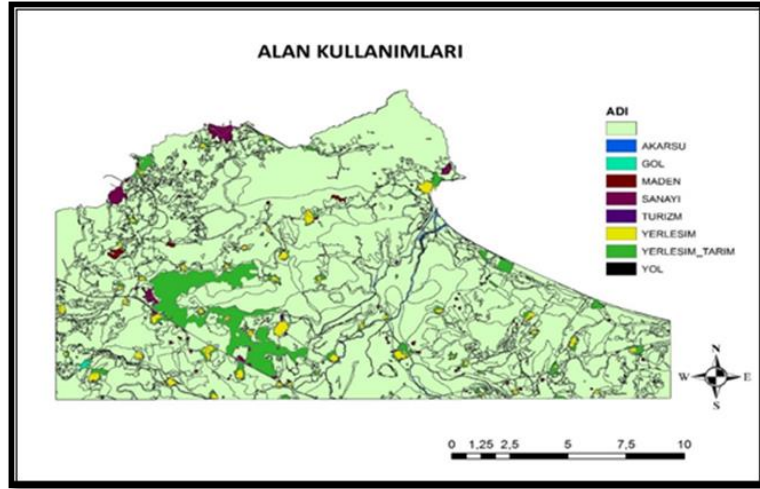 ALAN KULLANIMLARI
ADI
AKARSU
GOL
MADEN
SANAYI
TURIZM
YERLESIM
YERLESIM_TARIM
YOL
N
W E
S
0 1,25 2,5 5 7,5 10